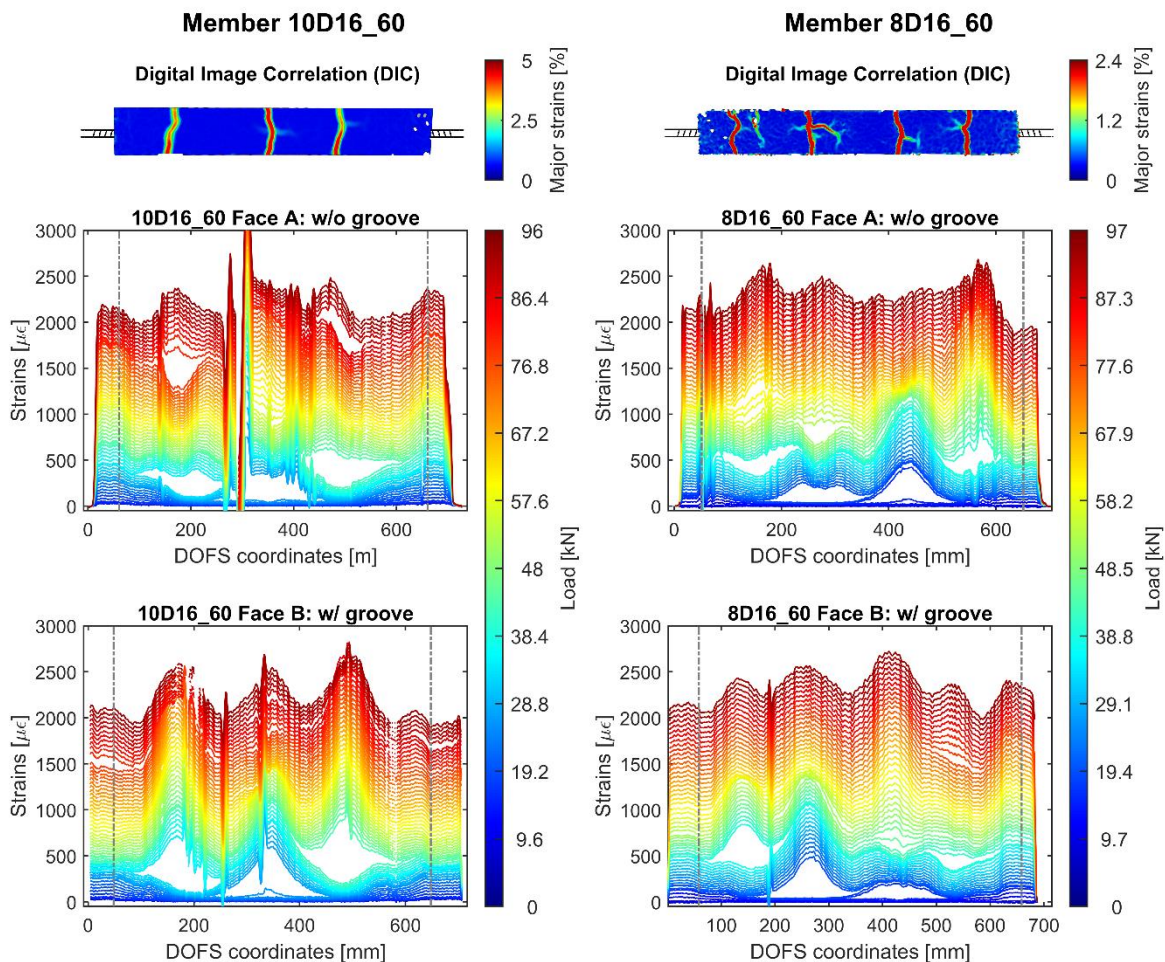 Member 10D16_60
Digital Image Correlation (DIC)
5
2.5
0
Major strains [%]
Member 8D16_60
Digital Image Correlation (DIC)
2.4
1.2
0
Major strains [%]
10D16_60 Face A: w/o groove
3000
2500
2000
1500
1000
500
0
Strains [με]
0 200 400 600
DOFS coordinates [m]
8D16_60 Face A: w/o groove
3000
2500
2000
1500
1000
500
0
Strains [με]
0 200 400 600
DOFS coordinates [mm]
10D16_60 Face B: w/ groove
3000
2500
2000
1500
1000
500
0
Strains [με]
0 200 400 600
DOFS coordinates [mm]
96
86.4
76.8
67.2
57.6
48
38.4
28.8
19.2
9.6
0
Load [kN]
8D16_60 Face B: w/ groove
3000
2500
2000
1500
1000
500
0
Strains [με]
100 200 300 400 500 600 700
DOFS coordinates [mm]
97
87.3
77.6
67.9
58.2
48.5
38.8
29.1
19.4
9.7
0
Load [kN]